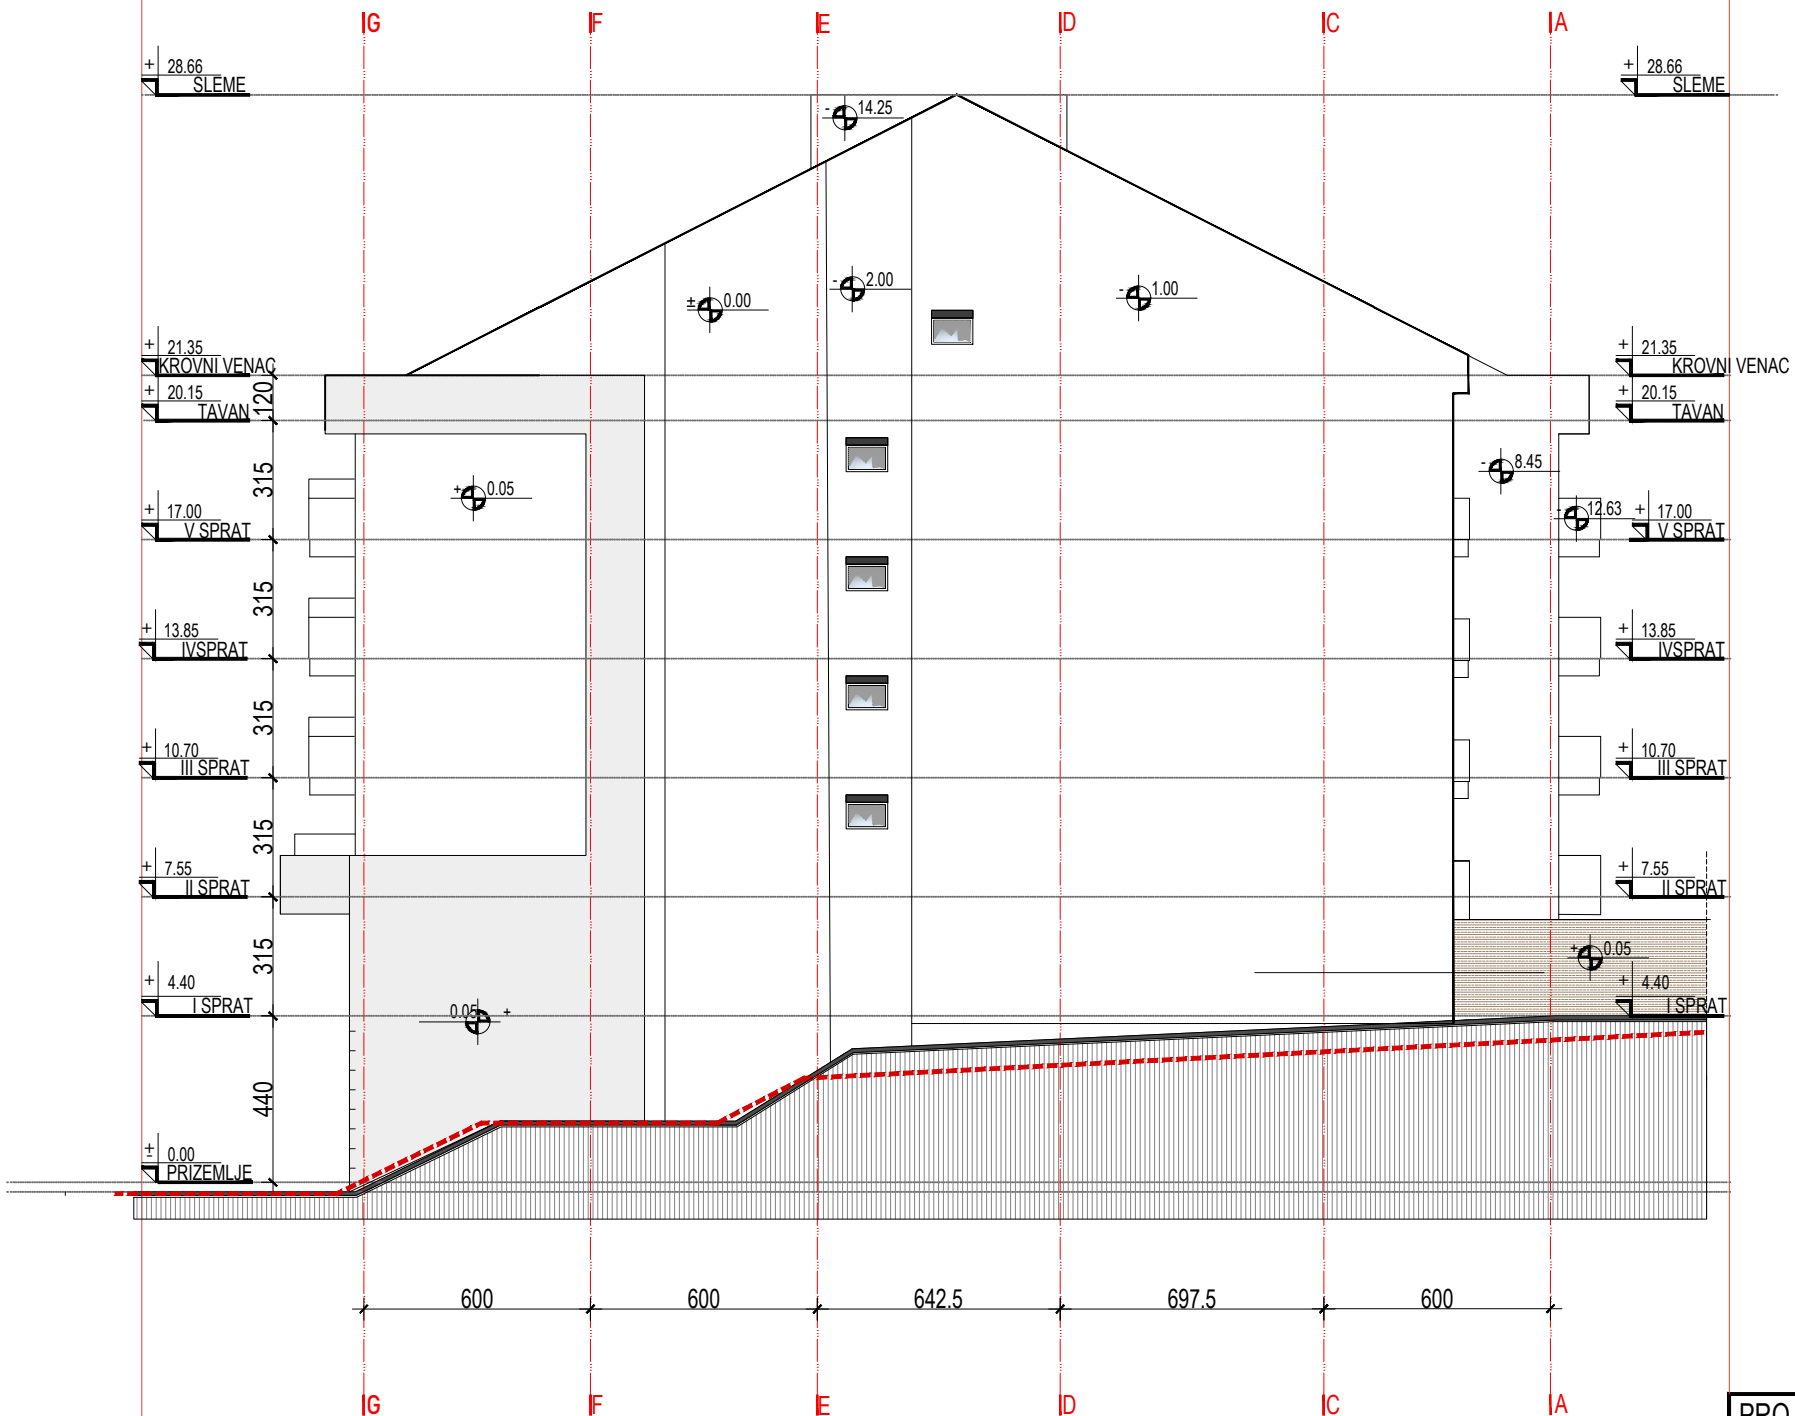 G F E D C A
+ 28.66
SLEME
+ 28.66
SLEME
- 14.25
± 0.00
- 2.00
- 1.00
+ 21.35
KROVNI VENAC
+ 21.35
KROVNI VENAC
+ 20.15
TAVAN
120
+ 20.15
TAVAN
315
+ 0.05
- 8.45
- 12.63
+ 17.00
V SPRAT
+ 17.00
V SPRAT
315
+ 13.85
IVSPRAT
+ 13.85
IVSPRAT
315
+ 10.70
III SPRAT
+ 10.70
III SPRAT
315
+ 7.55
II SPRAT
+ 7.55
II SPRAT
315
+ 0.05
+ 4.40
I SPRAT
+ 4.40
I SPRAT
0.05 +
440
± 0.00
PRIZEMLJE
600 600 642.5 697.5 600
G F E D C A
PRO